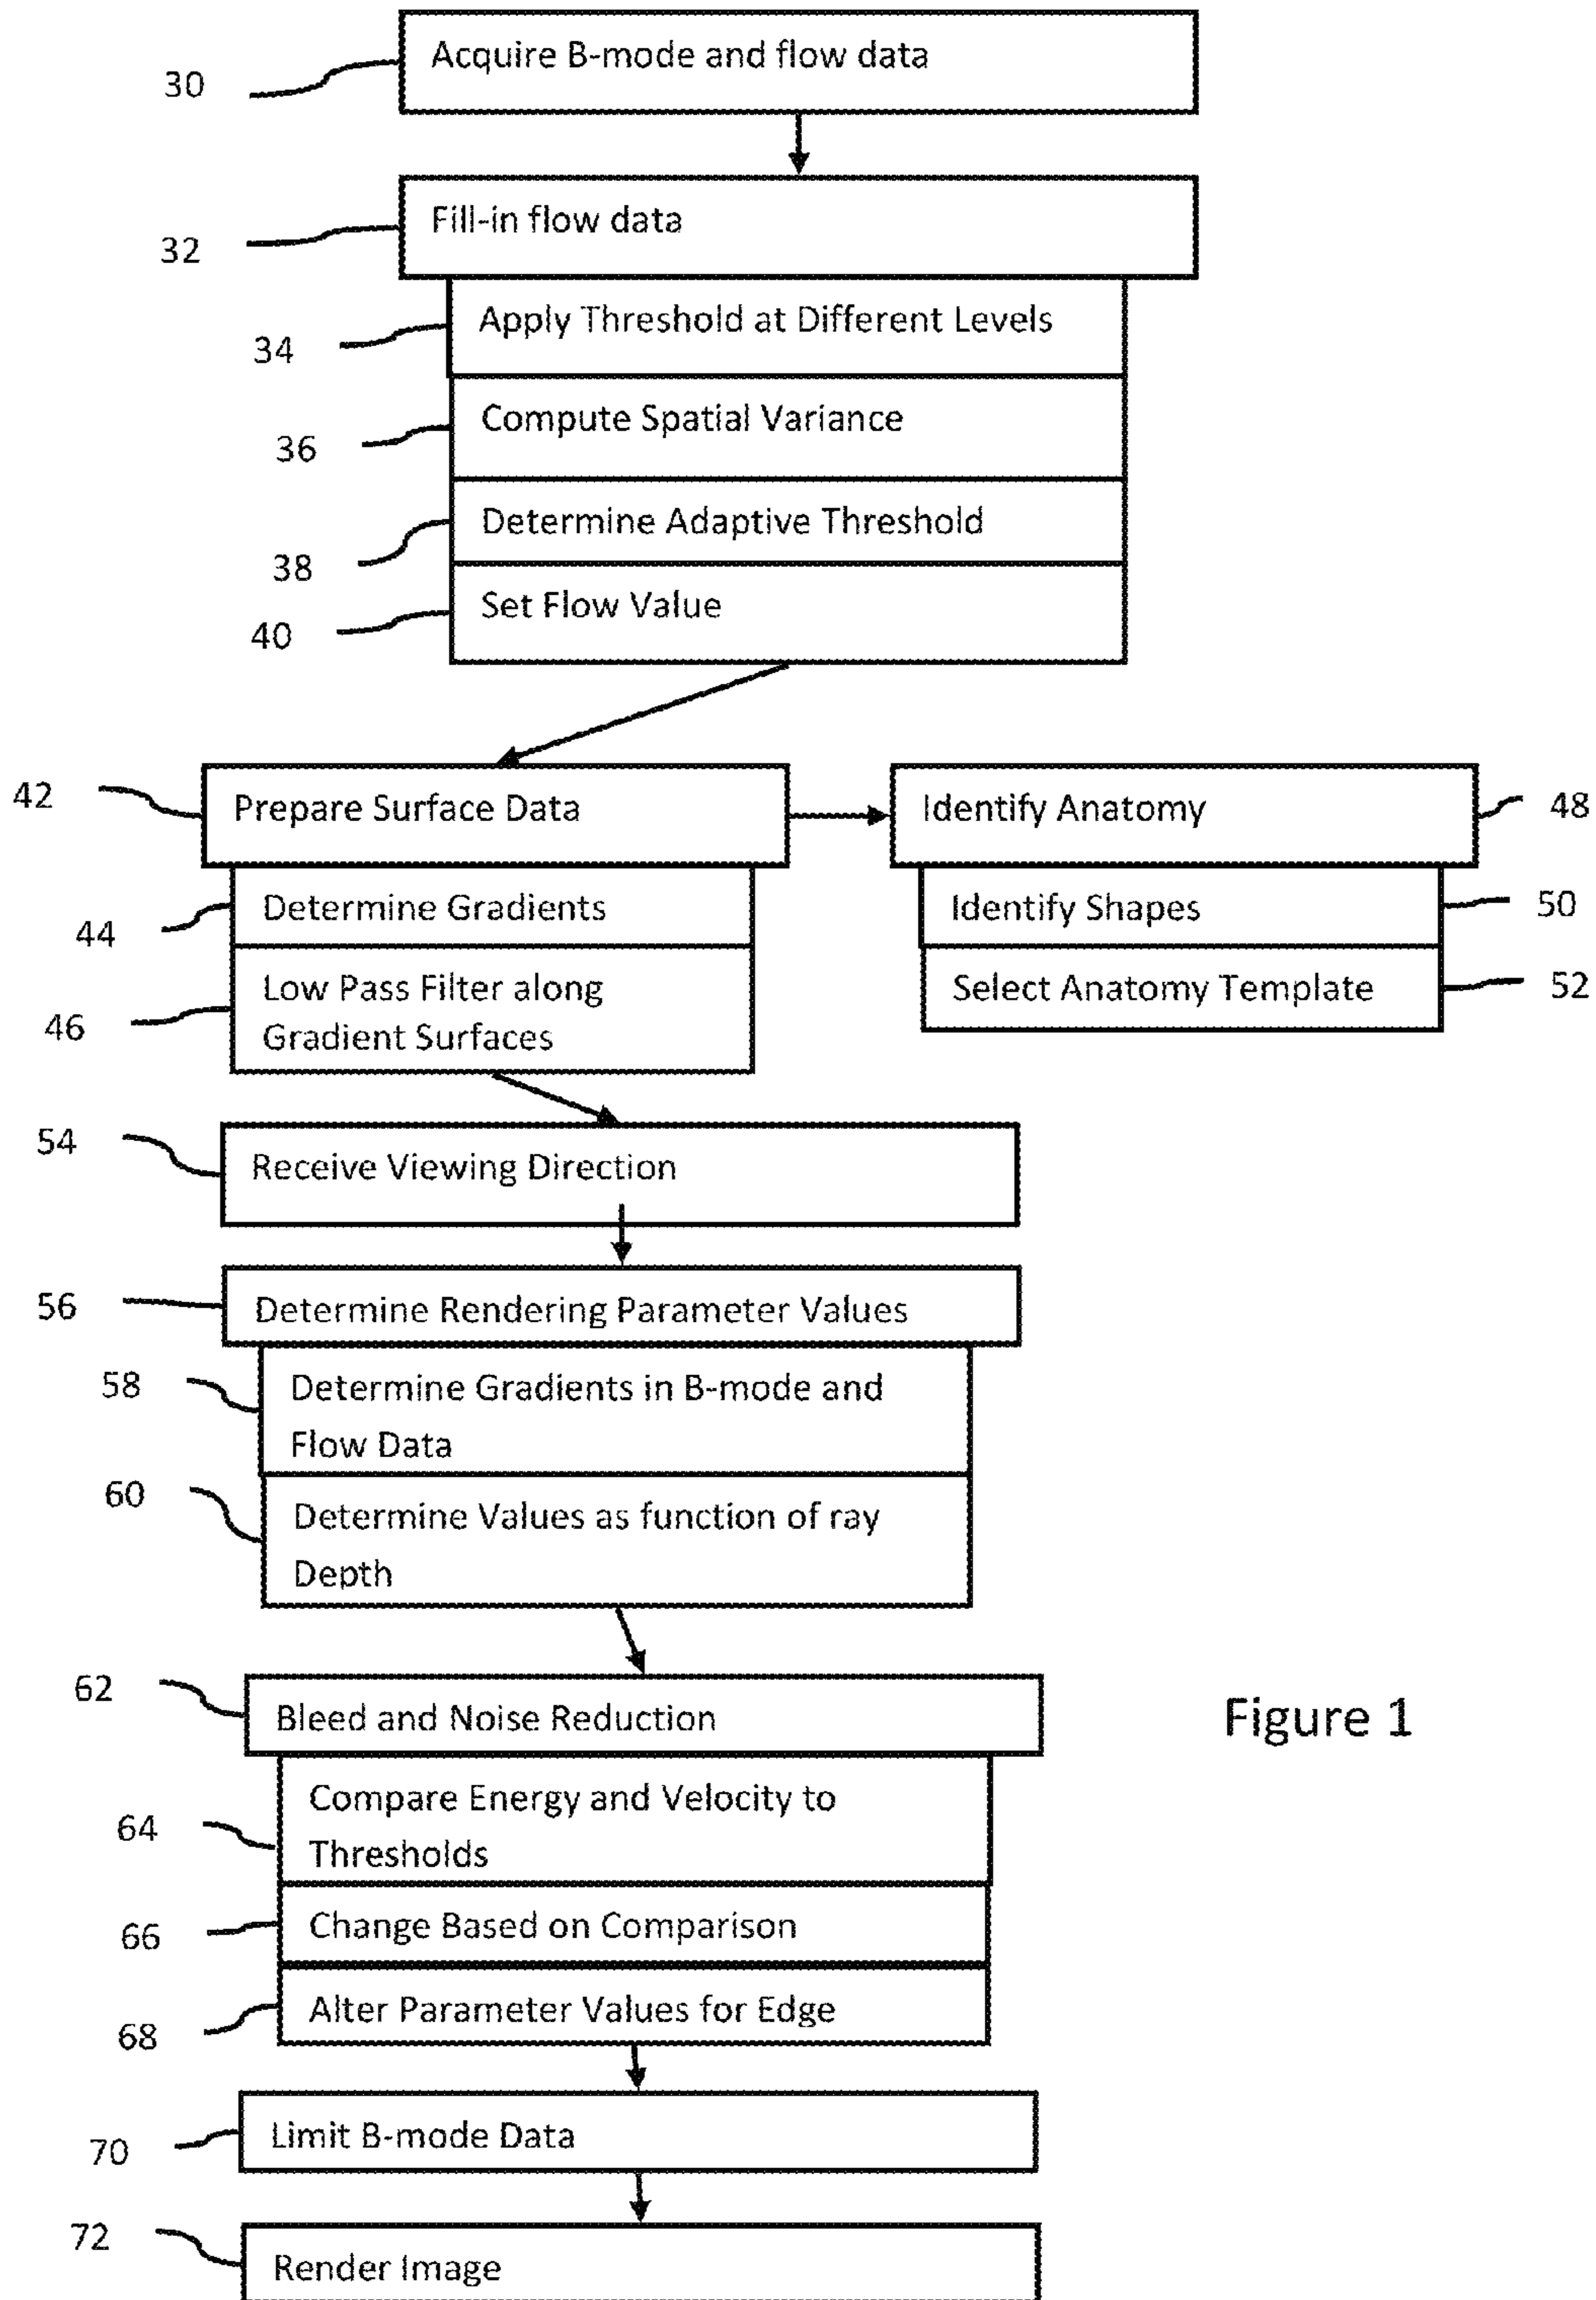 Acquire B-mode and flow data
30
Fill-in flow data
32
Apply Threshold at Different Levels
34
Compute Spatial Variance
36
Determine Adaptive Threshold
38
Set Flow Value
40
42
Prepare Surface Data
Identify Anatomy
48
Determine Gradients
44
Identify Shapes
50
Low Pass Filter along
Gradient Surfaces
46
Select Anatomy Template
52
54
Receive Viewing Direction
56
Determine Rendering Parameter Values
58
Determine Gradients in B-mode and
Flow Data
60
Determine Values as function of ray
Depth
62
Bleed and Noise Reduction
Figure 1
Compare Energy and Velocity to
Thresholds
64
Change Based on Comparison
66
Alter Parameter Values for Edge
68
Limit B-mode Data
70
72
Render Image